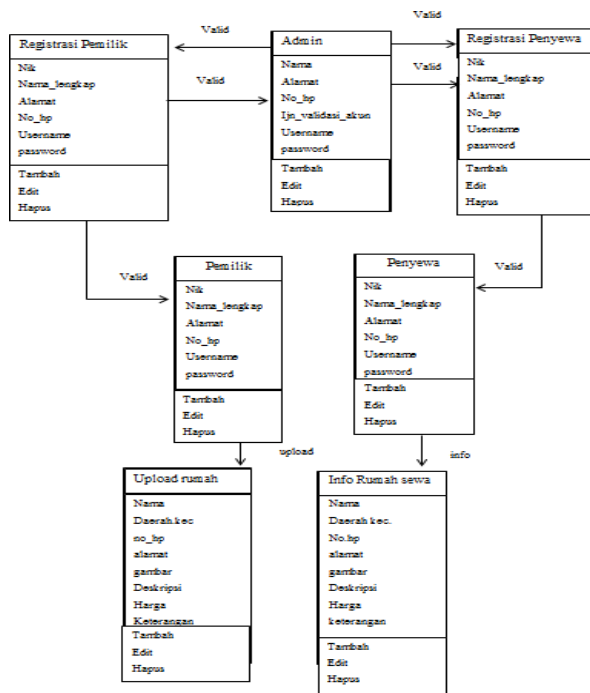 Registrasi Pemilik
Nik
Nama_lengkap
Alamat
No_hp
Username
password
Tambah
Edit
Hapus
Valid
Valid
Admin
Nama
Alamat
No_hp
Ijn_validasi_akun
Username
password
Tambah
Edit
Hapus
Valid
Valid
Registrasi Penyewa
Nik
Nama_lengkap
Alamat
No_hp
Username
password
Tambah
Edit
Hapus
Valid
Pemilik
Nik
Nama_lengkap
Alamat
No_hp
Username
password
Tambah
Edit
Hapus
Penyewa
Nik
Nama_lengkap
Alamat
No_hp
Username
password
Tambah
Edit
Hapus
Valid
upload
info
Upload rumah
Nama
Daerah.kec
no_hp
alamat
gambar
Deskripsi
Harga
Keterangan
Tambah
Edit
Hapus
Info Rumah sewa
Nama
Daerah kec.
No.hp
alamat
gambar
Deskripsi
Harga
keterangan
Tambah
Edit
Hapus